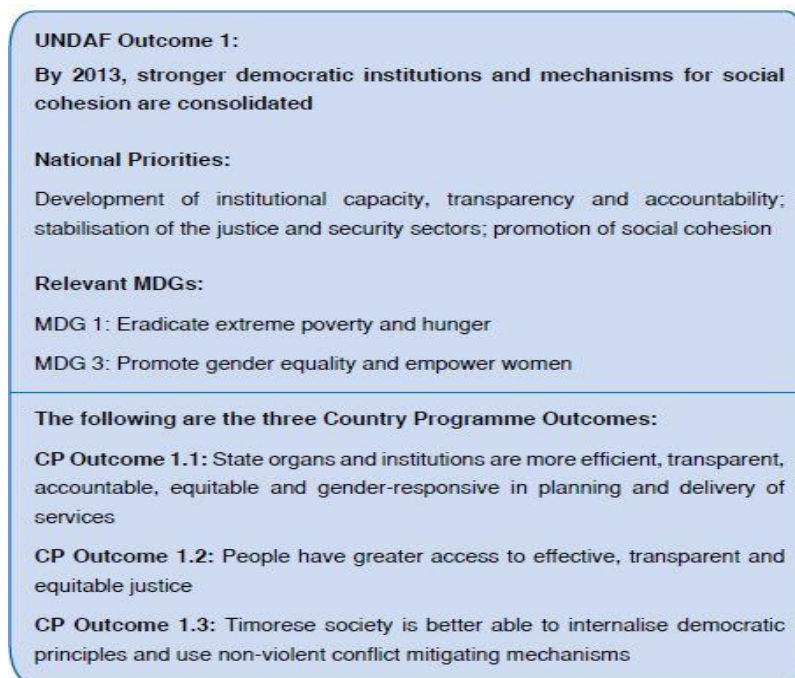 UNDAF Outcome 1:
By 2013, stronger democratic institutions and mechanisms for social
cohesion are consolidated
National Priorities:
Development of institutional capacity, transparency and accountability;
stabilisation of the justice and security sectors; promotion of social cohesion
Relevant MDGs:
MDG 1: Eradicate extreme poverty and hunger
MDG 3: Promote gender equality and empower women
The following are the three Country Programme Outcomes:
CP Outcome 1.1: State organs and institutions are more efficient, transparent,
accountable, equitable and gender-responsive in planning and delivery of
services
CP Outcome 1.2: People have greater access to effective, transparent and
equitable justice
CP Outcome 1.3: Timorese society is better able to internalise democratic
principles and use non-violent conflict mitigating mechanisms